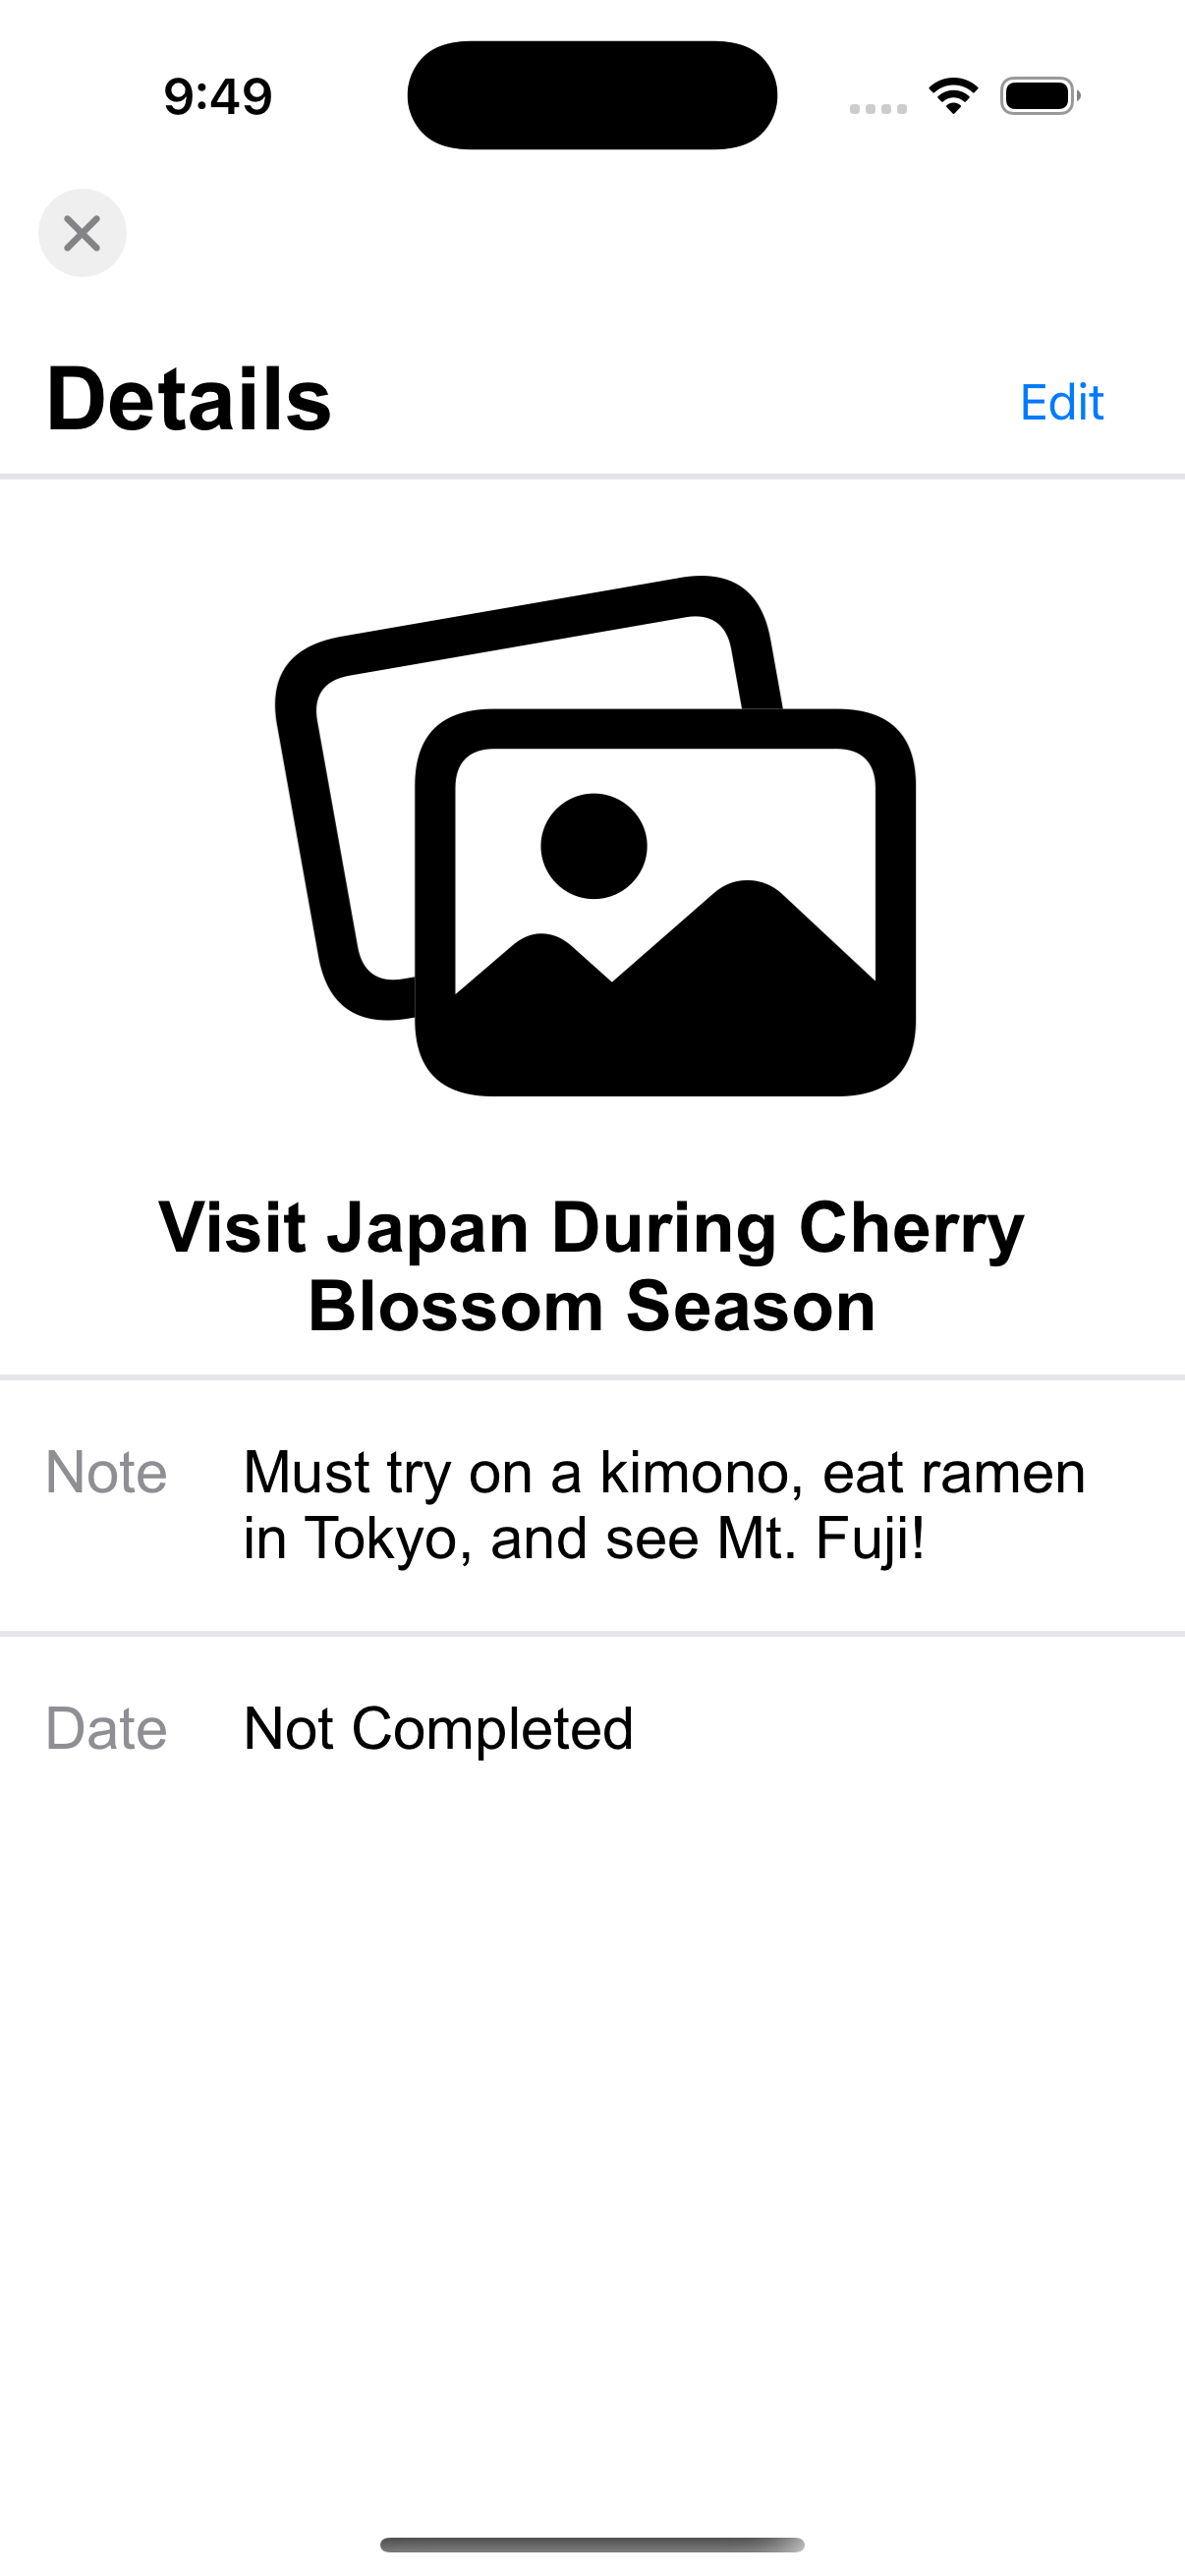 9:49
Details
Edit
Visit Japan During Cherry
Blossom Season
Note
Must try on a kimono, eat ramen
in Tokyo, and see Mt. Fuji!
Date
Not Completed